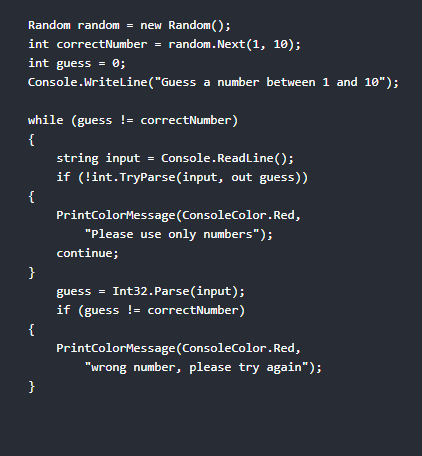 Random random = new Random();
int correctNumber = random.Next(1, 10);
int guess = 0;
Console.WriteLine("Guess a number between 1 and 10");
while (guess != correctNumber)
{
string input = Console.ReadLine();
if (!int.TryParse(input, out guess))
{
PrintColorMessage(ConsoleColor.Red,
"Please use only numbers");
continue;
}
guess = Int32.Parse(input);
if (guess != correctNumber)
{
PrintColorMessage(ConsoleColor.Red,
"wrong number, please try again");
}